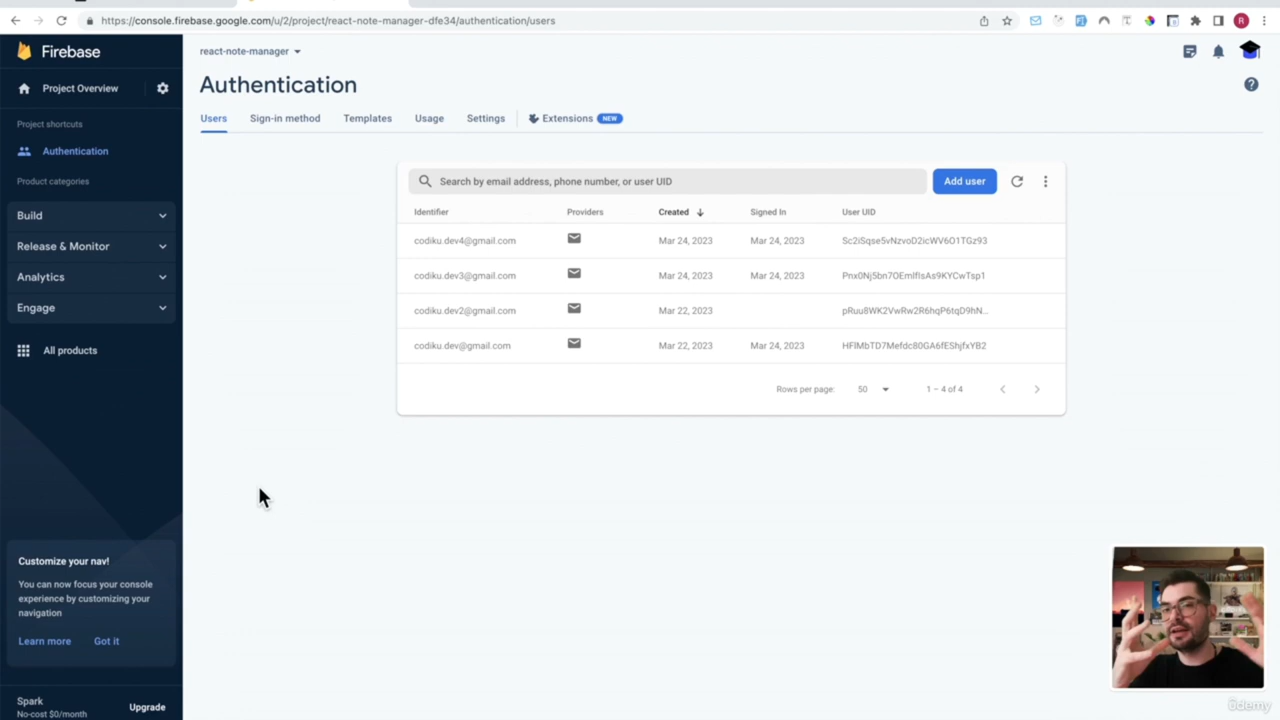 https://console.firebase.google.com/u/2/project/react-note-manager-dfe34/authentication/users
R
Firebase
Project Overview
Project shortcuts
Authentication
Product categories
Build
Release & Monitor
Analytics
Engage
All products
Customize your nav!
You can now focus your console
experience by customizing your
navigation
Learn more Got it
Spark
No-cost $0/month
Upgrade
react-note-manager
Authentication
Users Sign-in method Templates Usage Settings Extensions NEW
Search by email address, phone number, or user UID Add user
Identifier Providers Created Signed In User UID
codiku.dev4@gmail.com Mar 24, 2023 Mar 24, 2023 Sc2iSqse5vNzvoD2icWV6O1TGz93
codiku.dev3@gmail.com Mar 24, 2023 Mar 24, 2023 Pnx0Nj5bn7OEmlfIsAs9KYCwTsp1
codiku.dev2@gmail.com Mar 22, 2023 pRuu8WK2VwRw2R6hqP6tqD9hN...
codiku.dev@gmail.com Mar 22, 2023 Mar 24, 2023 HFlMbTD7Mefdc80GA6fEShjfxYB2
Rows per page: 50 1 – 4 of 4
ûdemy